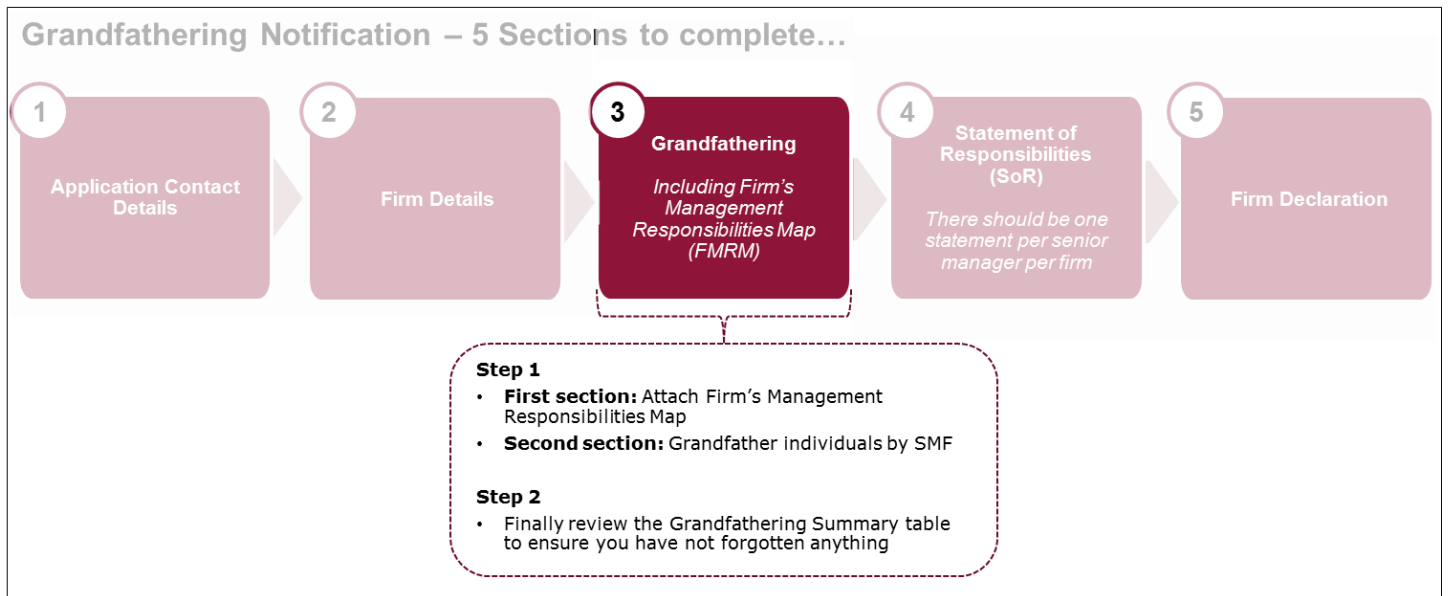 Grandfathering Notification – 5 Sections to complete…
1
Application Contact
Details
2
Firm Details
3
Grandfathering
Including Firm's
Management
Responsibilities Map
(FMRM)
4
Statement of
Responsibilities
(SoR)
There should be one
statement per senior
manager per firm
5
Firm Declaration
Step 1
• First section: Attach Firm's Management
Responsibilities Map
• Second section: Grandfather individuals by SMF
Step 2
• Finally review the Grandfathering Summary table
to ensure you have not forgotten anything